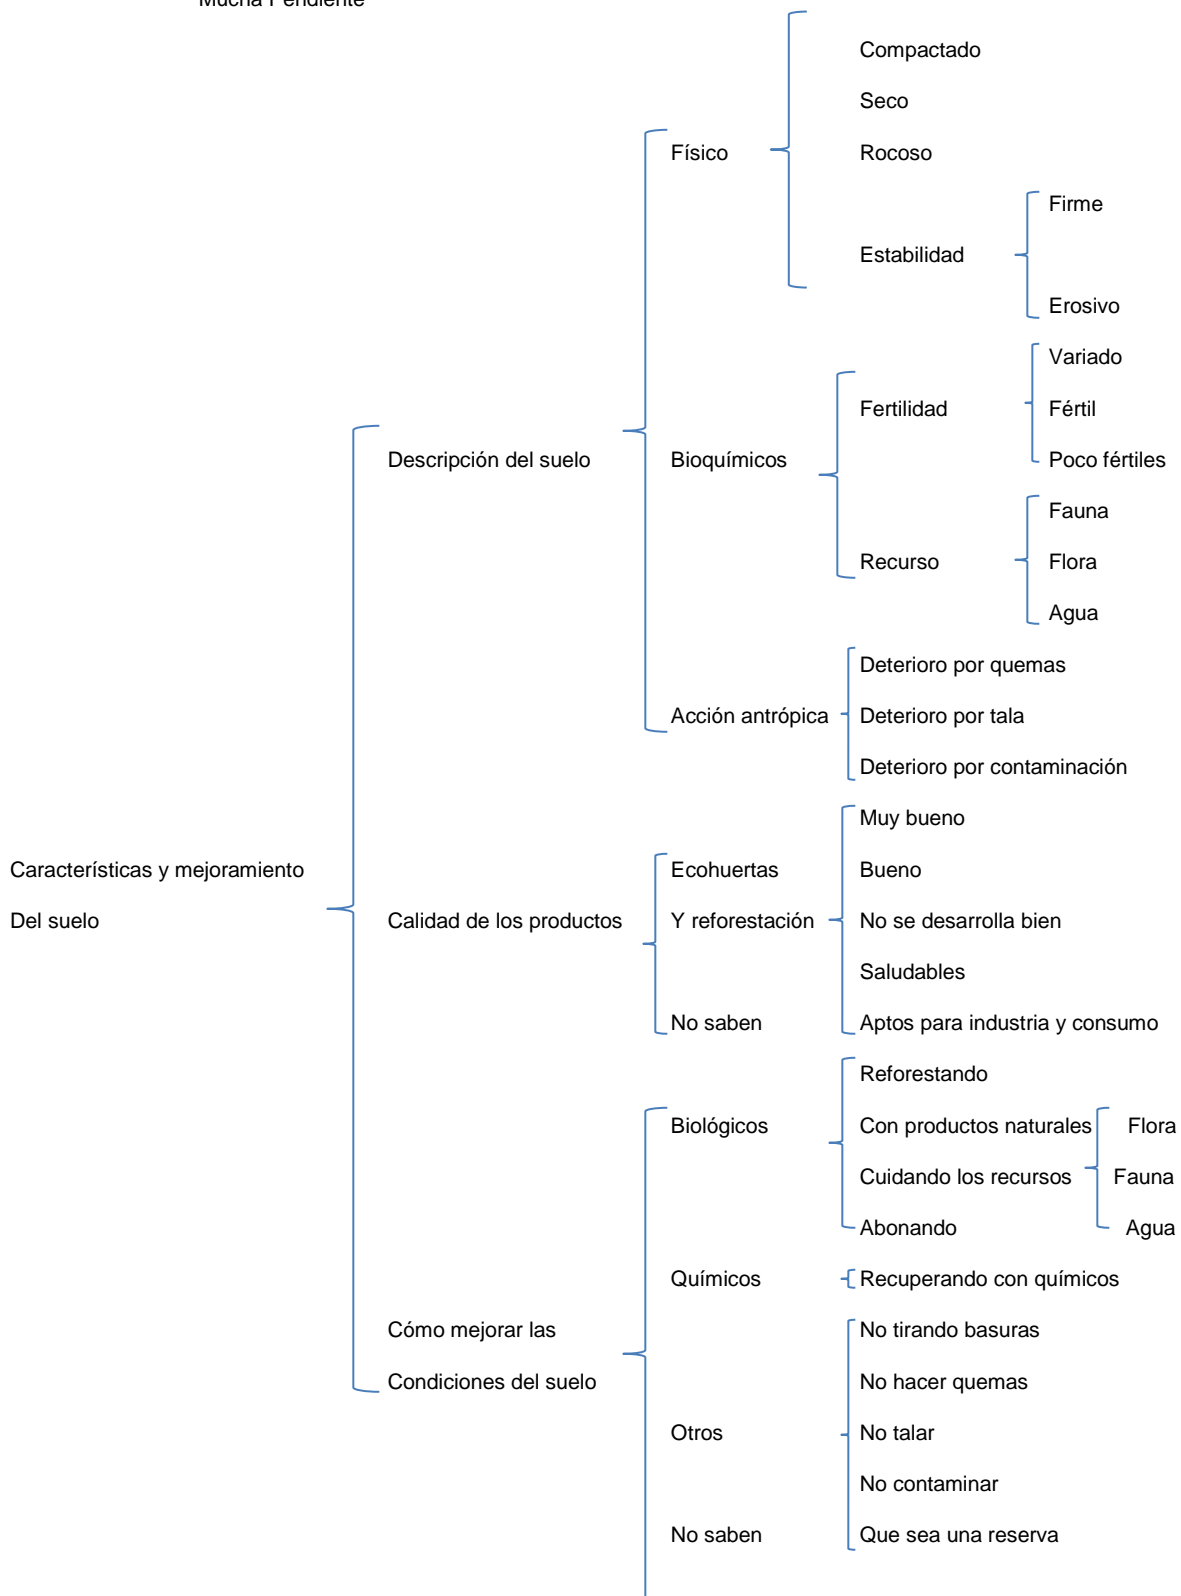 Mucha Pendiente
Compactado
Seco
Físico
Rocoso
Firme
Estabilidad
Erosivo
Variado
Fertilidad
Fértil
Descripción del suelo
Bioquímicos
Poco fértiles
Fauna
Recurso
Flora
Agua
Deterioro por quemas
Acción antrópica
Deterioro por tala
Deterioro por contaminación
Muy bueno
Características y mejoramiento
Ecohuertas
Bueno
Del suelo
Calidad de los productos
Y reforestación
No se desarrolla bien
Saludables
No saben
Aptos para industria y consumo
Reforestando
Biológicos
Con productos naturales
Flora
Cuidando los recursos
Fauna
Abonando
Agua
Químicos
Recuperando con químicos
Cómo mejorar las
No tirando basuras
Condiciones del suelo
No hacer quemas
Otros
No talar
No contaminar
No saben
Que sea una reserva